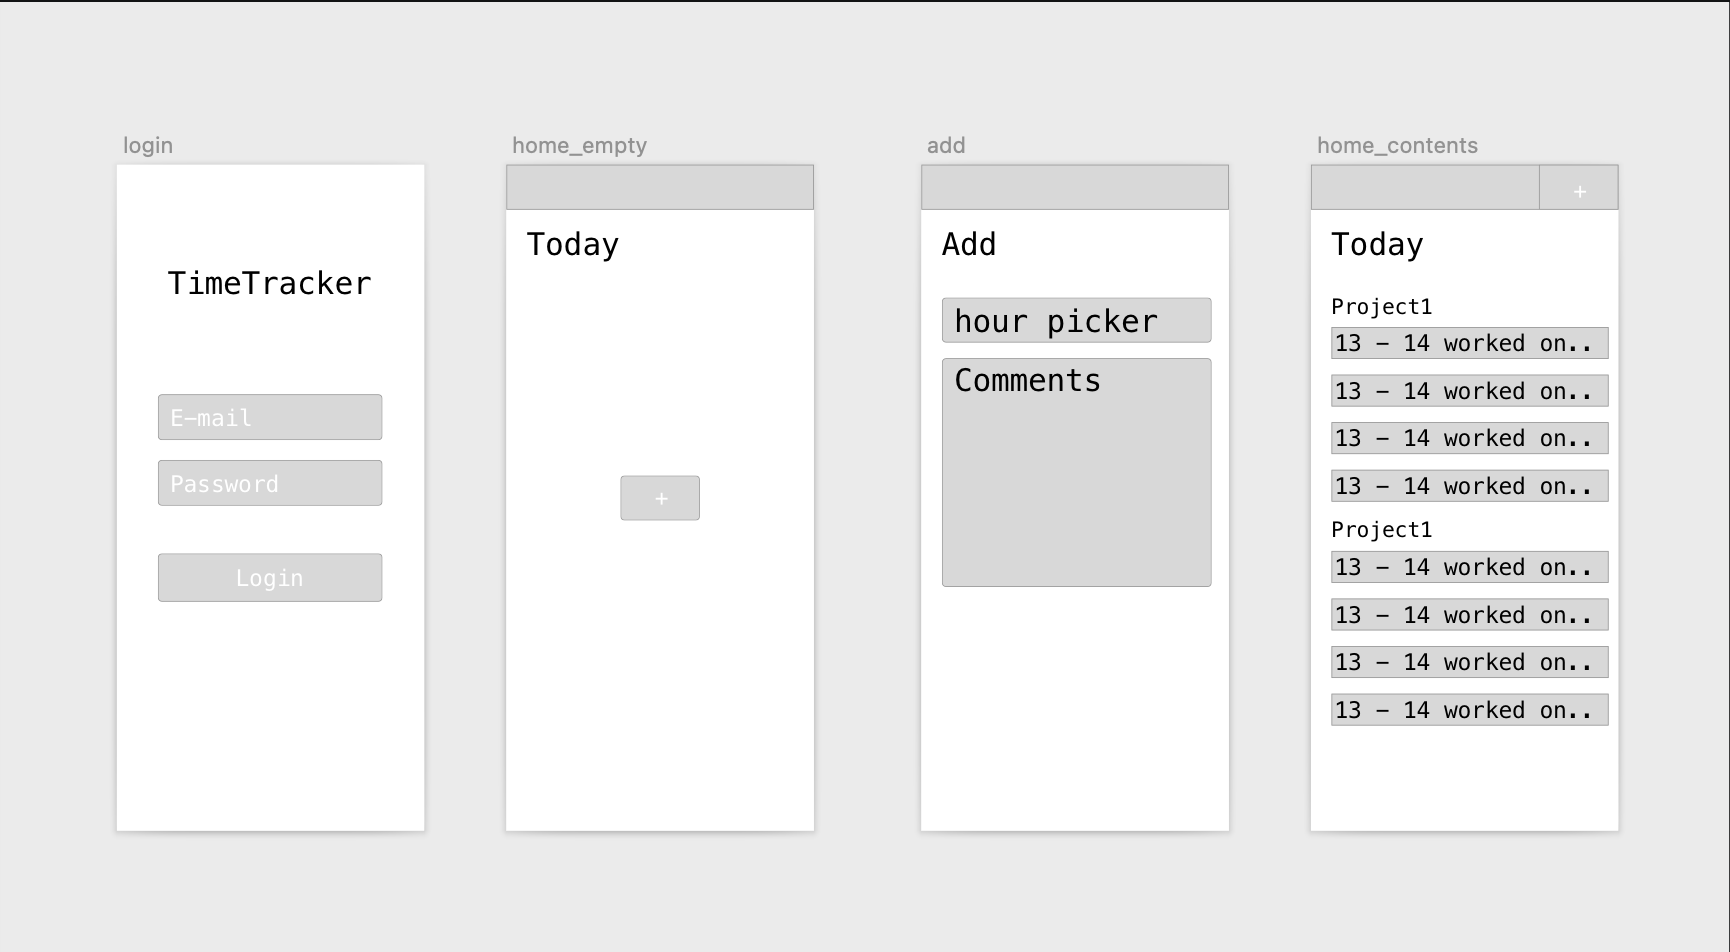 login
TimeTracker
E-mail
Password
Login
home_empty
Today
+
add
Add
hour picker
Comments
home_contents
+
Today
Project1
13 - 14 worked on..
13 - 14 worked on..
13 - 14 worked on..
13 - 14 worked on..
Project1
13 - 14 worked on..
13 - 14 worked on..
13 - 14 worked on..
13 - 14 worked on..